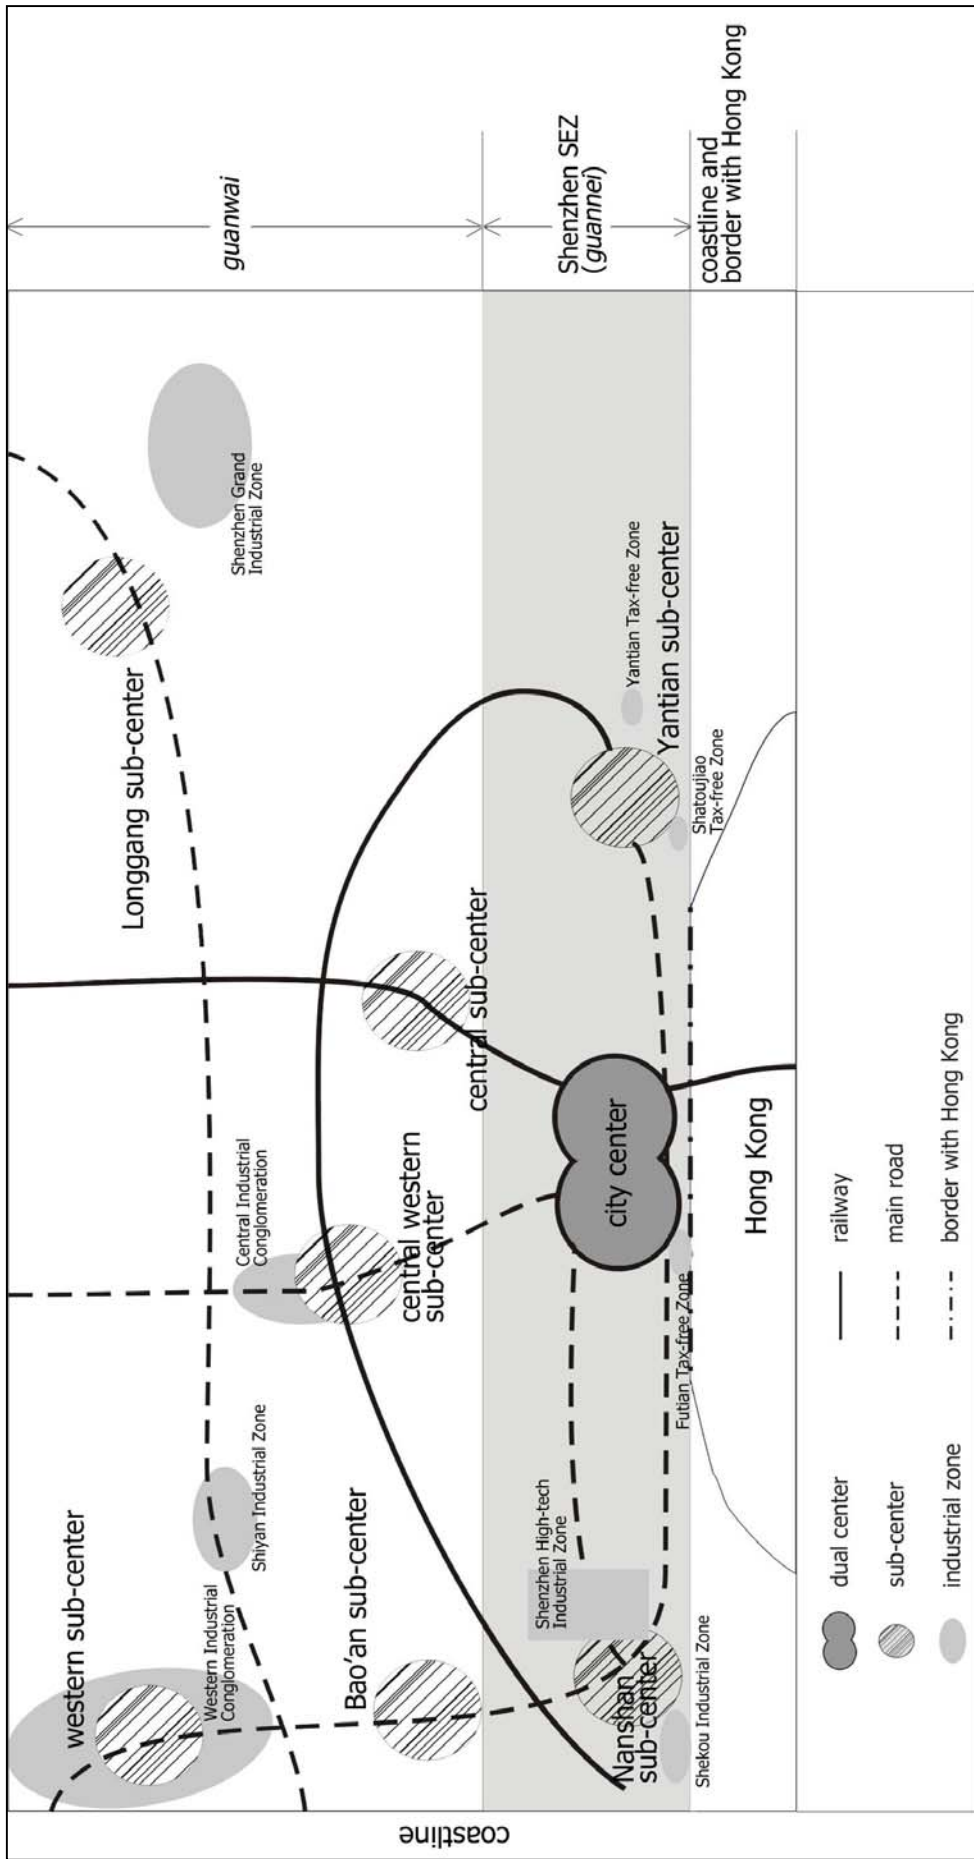 guanwai
Shenzhen SEZ
(guannei)
coastline and
border with Hong Kong
Shenzhen Grand
Industrial Zone
Longgang sub-center
Yantian Tax-free Zone
Yantian sub-center
Shatoujiao
Tax-free Zone
central sub-center
Central Industrial
Conglomeration
central western
sub-center
city center
Hong Kong
Futian Tax-free Zone
Shiyan Industrial Zone
western sub-center
Western Industrial
Conglomeration
Bao'an sub-center
Shenzhen High-tech
Industrial Zone
Nanshan
sub-center
Shekou Industrial Zone
coastline
dual center
railway
sub-center
main road
industrial zone
border with Hong Kong